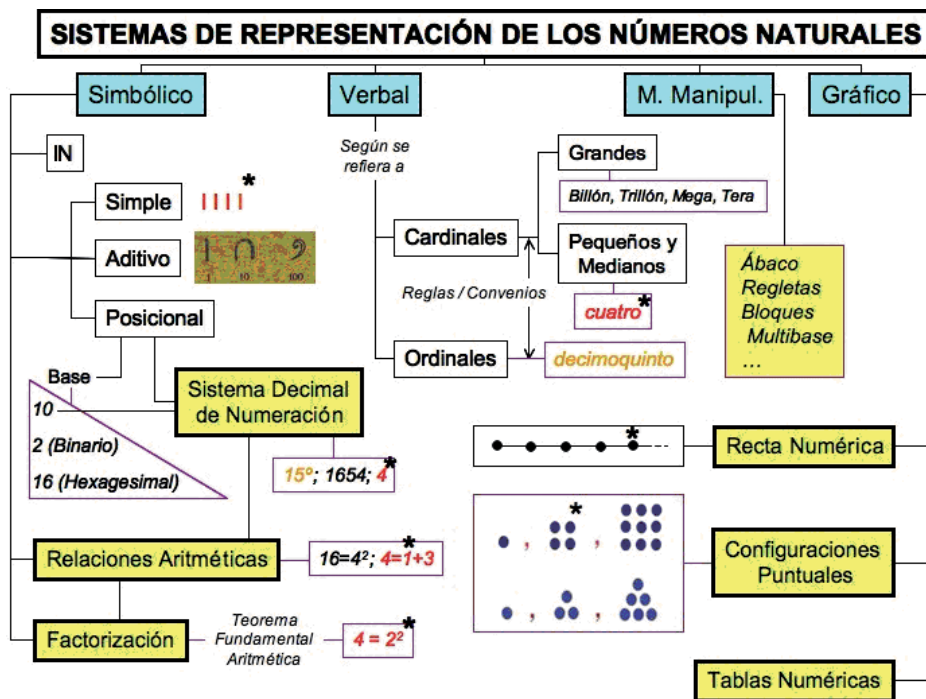 SISTEMAS DE REPRESENTACIÓN DE LOS NÚMEROS NATURALES
Simbólico
Verbal
M. Manipul.
Gráfico
IN
Simple
IIII *
Aditivo
1 10 100
Posicional
Base
10
2 (Binario)
16 (Hexagesimal)
Sistema Decimal
de Numeración
15º; 1654; 4 *
Relaciones Aritméticas
16=4²; 4=1+3 *
Factorización
Teorema
Fundamental
Aritmética
4 = 2² *
Según se
refiera a
Cardinales
Grandes
Billón, Trillón, Mega, Tera
Pequeños y
Medianos
cuatro *
Reglas / Convenios
Ordinales
decimoquinto
Ábaco
Regletas
Bloques
Multibase
...
*
Recta Numérica
*
, ,
, ,
Configuraciones
Puntuales
Tablas Numéricas